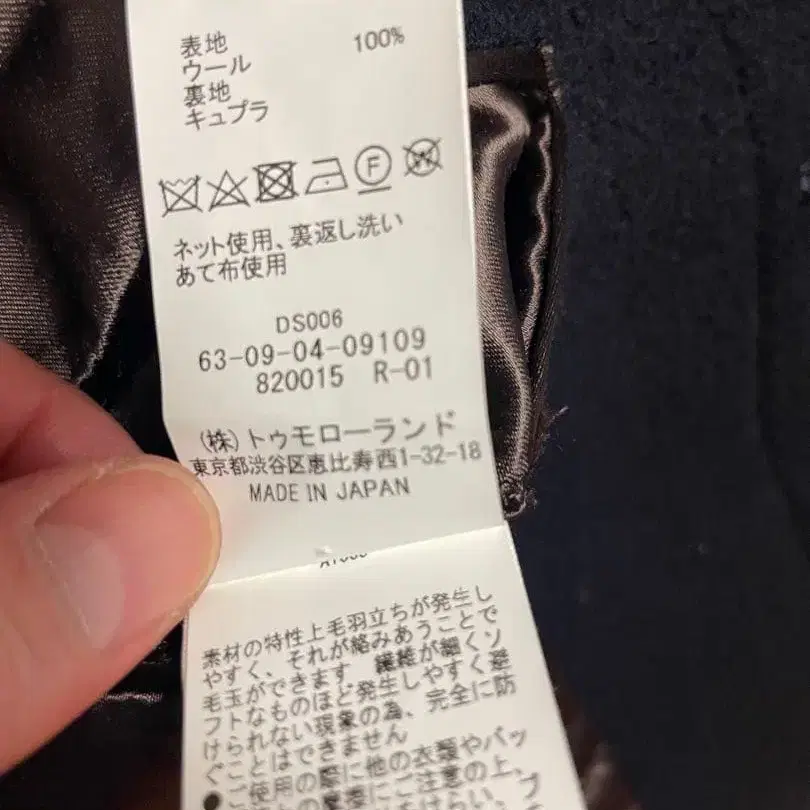 表地
ウール 100%
裏地
キュプラ
F W
ネット使用、裏返し洗い
あて布使用
DS006
63-09-04-09109
820015 R-01
(株)トゥモローランド
東京都渋谷区恵比寿西1-32-18
MADE IN JAPAN
素材の特性上毛羽立ちが発生し
やすく、それが絡みあうことで
毛玉ができます。繊維が細くソ
フトなものほど発生しやすく避
けられない現象の為、完全に防
ぐことはできません
●ご使用の際に他の衣類やバッ